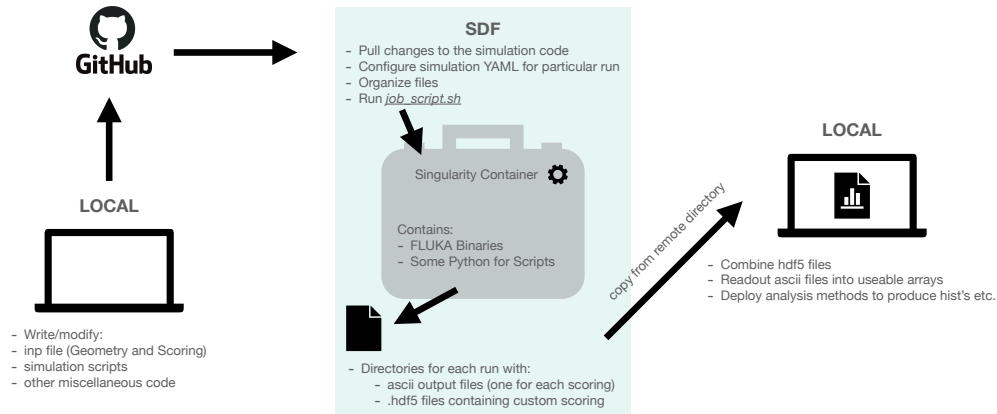 GitHub
LOCAL
- Write/modify:
- inp file (Geometry and Scoring)
- simulation scripts
- other miscellaneous code
SDF
- Pull changes to the simulation code
- Configure simulation YAML for particular run
- Organize files
- Run job_script.sh
Singularity Container
Contains:
- FLUKA Binaries
- Some Python for Scripts
- Directories for each run with:
- ascii output files (one for each scoring)
- .hdf5 files containing custom scoring
copy from remote directory
LOCAL
- Combine hdf5 files
- Readout ascii files into useable arrays
- Deploy analysis methods to produce hist's etc.